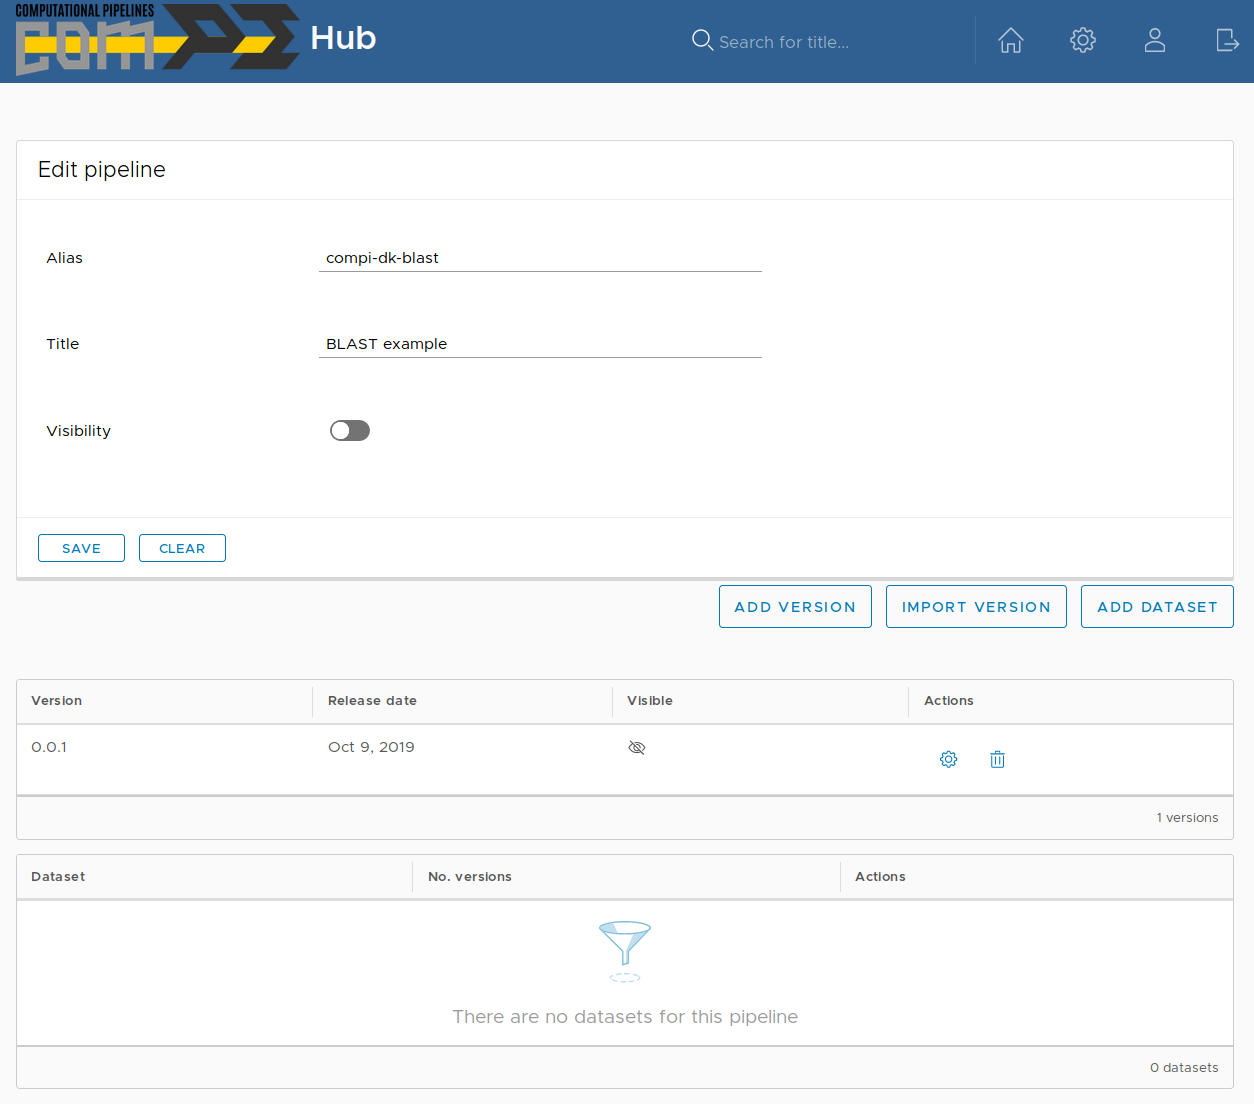 COMPUTATIONAL PIPELINES
comPI Hub
Search for title...
Edit pipeline
Alias compi-dk-blast
Title BLAST example
Visibility
SAVE CLEAR
ADD VERSION IMPORT VERSION ADD DATASET
Version Release date Visible Actions
0.0.1 Oct 9, 2019
1 versions
Dataset No. versions Actions
There are no datasets for this pipeline
0 datasets